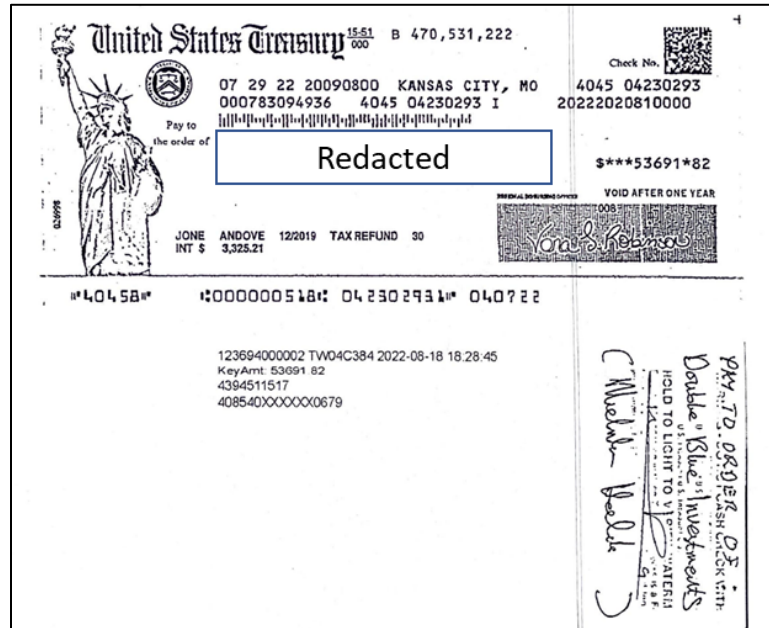 United States Treasury 15-51 000 B 470,531,222
Check No.
07 29 22 20090800 KANSAS CITY, MO 4045 04230293
000783094936 4045 04230293 I 20222020810000
Pay to
the order of
Redacted
$***53691*82
VOID AFTER ONE YEAR
008
JONE ANDOVE 12/2019 TAX REFUND 30
INT $ 3,325.21
Vona S. Robinson
⑈40458⑈ ⑆000000518⑆ 042302931⑈ 040722
123694000002 TW04C384 2022-08-18 18:28:45
KeyAmt: 53691.82
4394511517
408540XXXXXX0679
PAY TO ORDER OF
Double "Blue" Investments
HOLD TO LIGHT TO